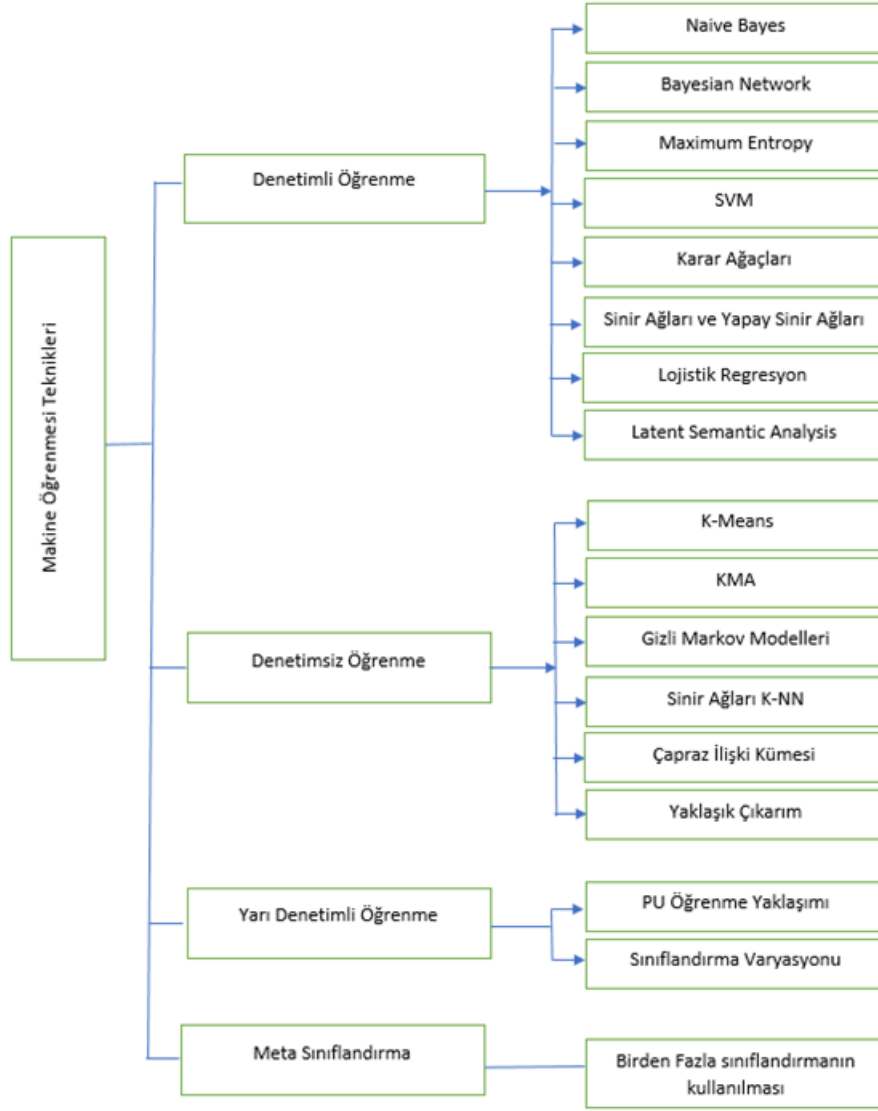 Makine Öğrenmesi Teknikleri
Denetimli Öğrenme
Naive Bayes
Bayesian Network
Maximum Entropy
SVM
Karar Ağaçları
Sinir Ağları ve Yapay Sinir Ağları
Lojistik Regresyon
Latent Semantic Analysis
Denetimsiz Öğrenme
K-Means
KMA
Gizli Markov Modelleri
Sinir Ağları K-NN
Çapraz İlişki Kümesi
Yaklaşık Çıkarım
Yarı Denetimli Öğrenme
PU Öğrenme Yaklaşımı
Sınıflandırma Varyasyonu
Meta Sınıflandırma
Birden Fazla sınıflandırmanın
kullanılması